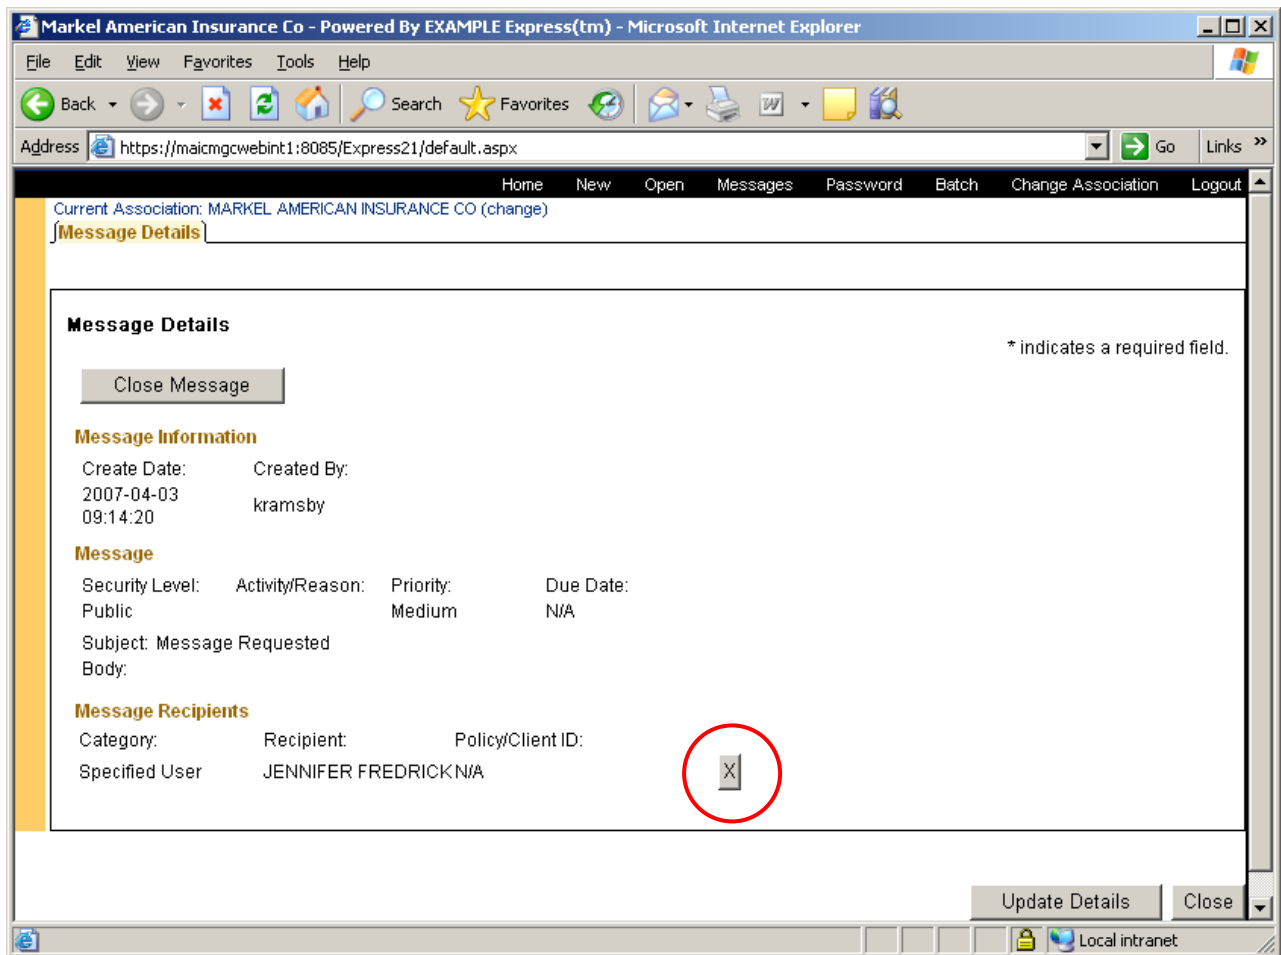 Markel American Insurance Co - Powered By EXAMPLE Express(tm) - Microsoft Internet Explorer
File Edit View Favorites Tools Help
Back Search Favorites
Address https://maicmgcwebint1:8085/Express21/default.aspx Go Links »
Home New Open Messages Password Batch Change Association Logout
Current Association: MARKEL AMERICAN INSURANCE CO (change)
Message Details
Message Details
* indicates a required field.
Close Message
Message Information
Create Date: Created By:
2007-04-03
09:14:20 kramsby
Message
Security Level: Activity/Reason: Priority: Due Date:
Public Medium N/A
Subject: Message Requested
Body:
Message Recipients
Category: Recipient: Policy/Client ID:
Specified User JENNIFER FREDRICK N/A X
Update Details Close
Local intranet